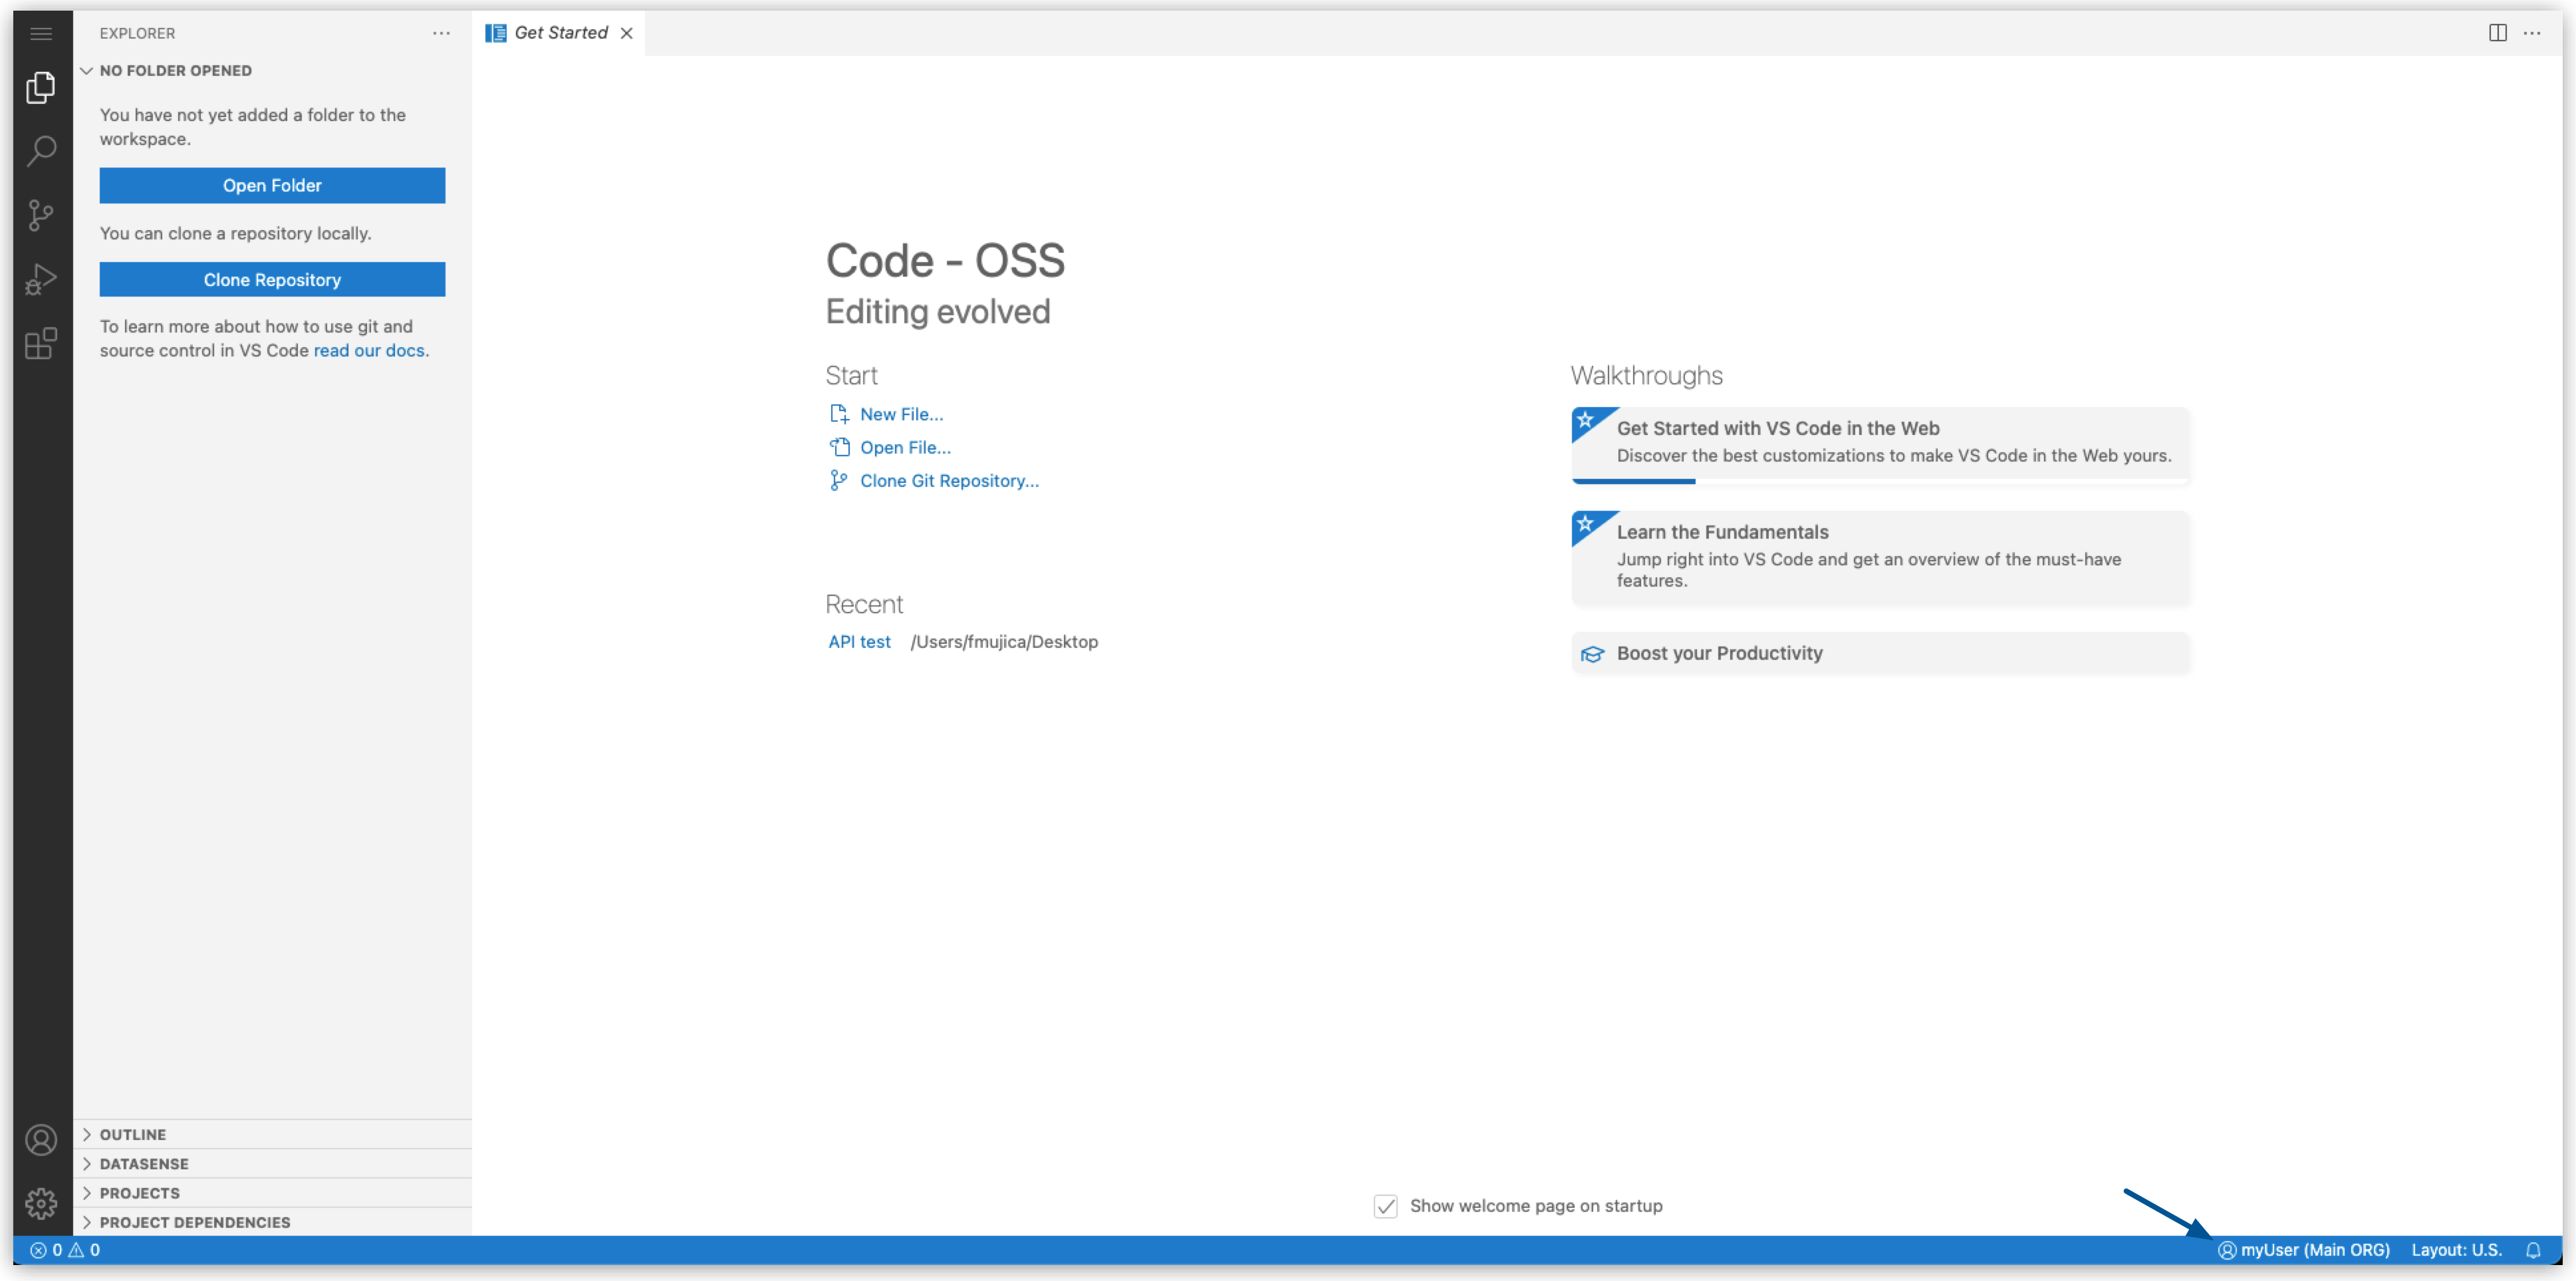 EXPLORER
NO FOLDER OPENED
You have not yet added a folder to the
workspace.
Open Folder
You can clone a repository locally.
Clone Repository
To learn more about how to use git and
source control in VS Code read our docs.
OUTLINE
DATASENSE
PROJECTS
PROJECT DEPENDENCIES
Get Started
Code - OSS
Editing evolved
Start
New File...
Open File...
Clone Git Repository...
Recent
API test /Users/fmujica/Desktop
Walkthroughs
Get Started with VS Code in the Web
Discover the best customizations to make VS Code in the Web yours.
Learn the Fundamentals
Jump right into VS Code and get an overview of the must-have
features.
Boost your Productivity
Show welcome page on startup
0 0
myUser (Main ORG) Layout: U.S.